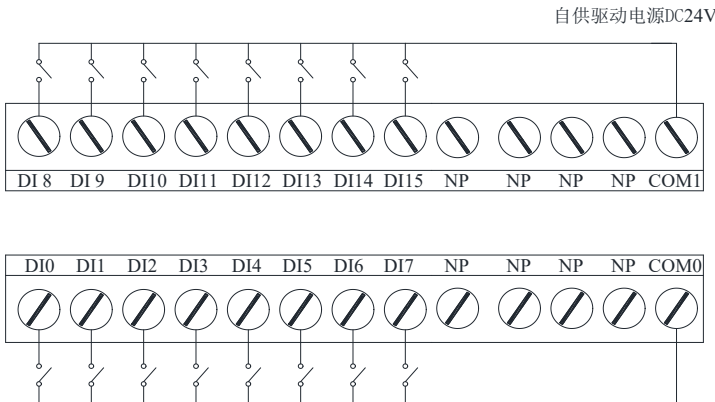 自供驱动电源DC24V
DI 8 DI 9 DI10 DI11 DI12 DI13 DI14 DI15 NP NP NP NP COM1
DI0 DI1 DI2 DI3 DI4 DI5 DI6 DI7 NP NP NP NP COM0